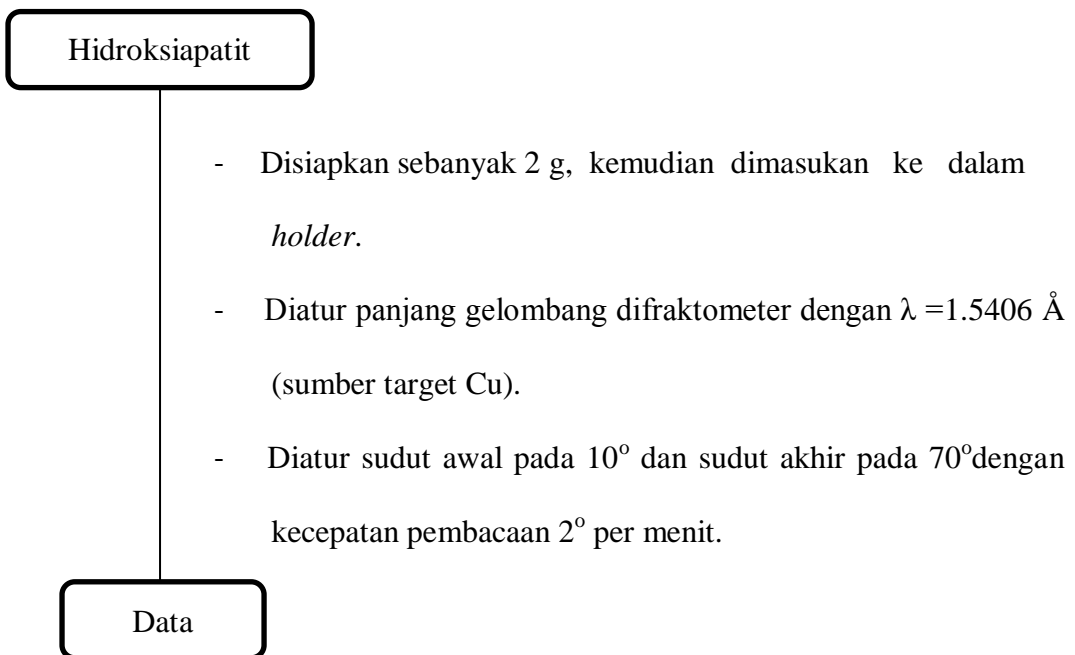 Hidroksiapatit
- Disiapkan sebanyak 2 g, kemudian dimasukan ke dalam
holder.
- Diatur panjang gelombang difraktometer dengan λ =1.5406 Å
(sumber target Cu).
- Diatur sudut awal pada 10° dan sudut akhir pada 70°dengan
kecepatan pembacaan 2° per menit.
Data